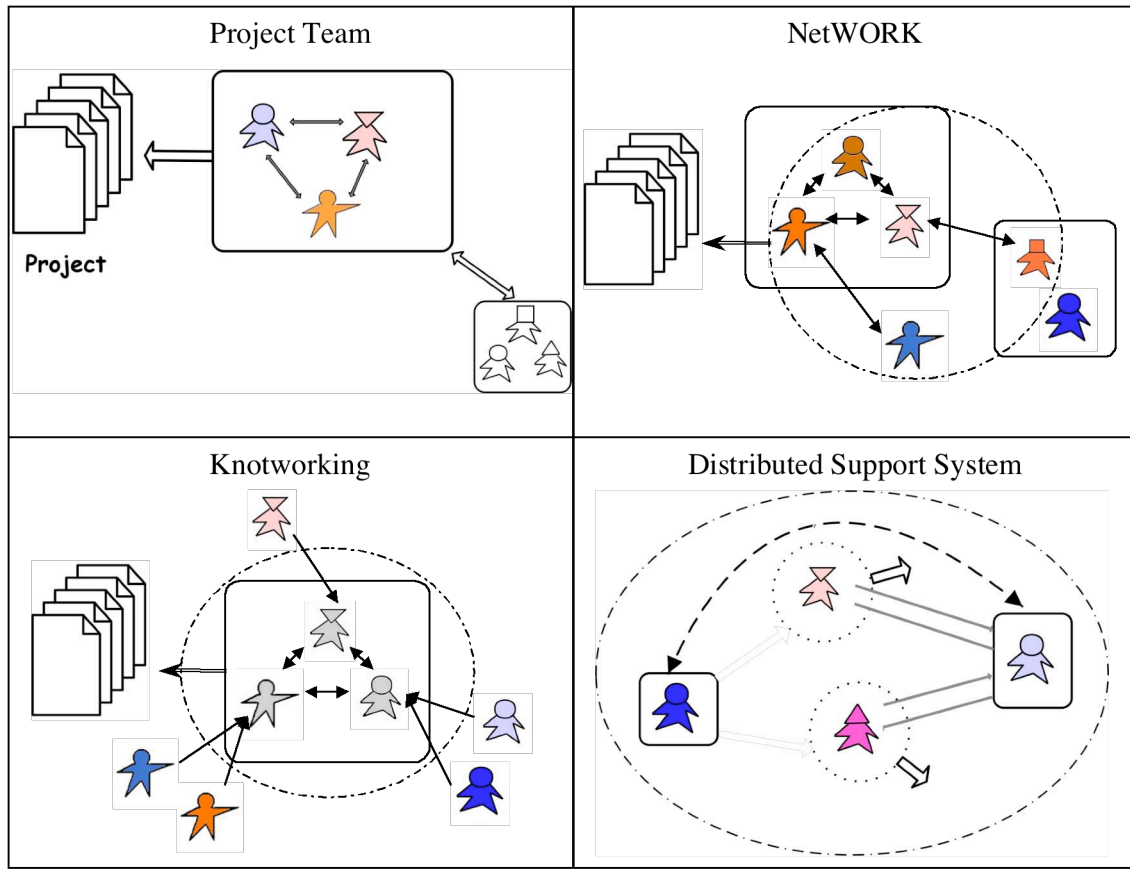 Project Team
NetWORK
Project
Knotworking
Distributed Support System